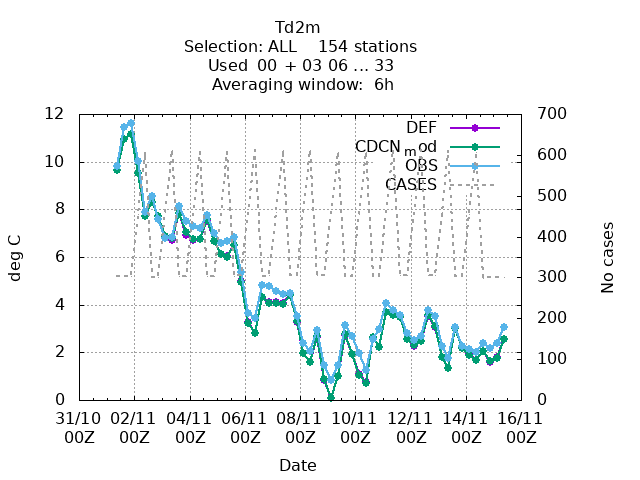 Td2m
Selection: ALL    154 stations
Used  00 + 03 06 ... 33
Averaging window:  6h
12 700
DEF
CDCN mod 600
10 OBS
CASES 500
8
400
deg C 6 No cases
300
4
200
2
100
0 0
31/10 02/11 04/11 06/11 08/11 10/11 12/11 14/11 16/11
00Z 00Z 00Z 00Z 00Z 00Z 00Z 00Z 00Z
Date